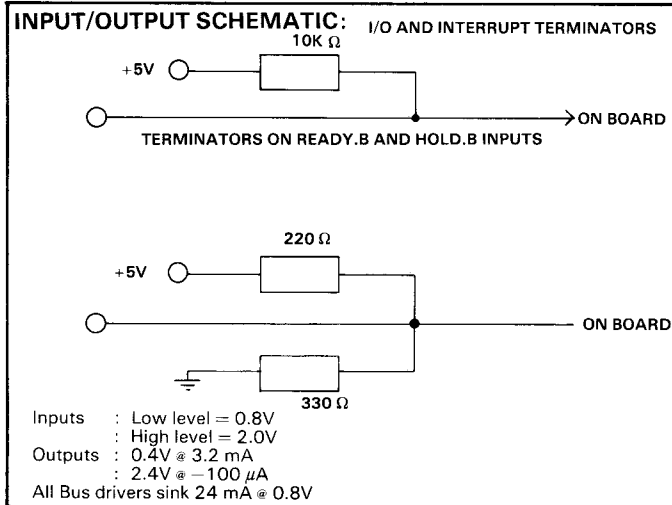 INPUT/OUTPUT SCHEMATIC: I/O AND INTERRUPT TERMINATORS
10K Ω
+5V
ON BOARD
TERMINATORS ON READY.B AND HOLD.B INPUTS
220 Ω
+5V
ON BOARD
330 Ω
Inputs : Low level = 0.8V
: High level = 2.0V
Outputs : 0.4V @ 3.2 mA
: 2.4V @ −100 μA
All Bus drivers sink 24 mA @ 0.8V